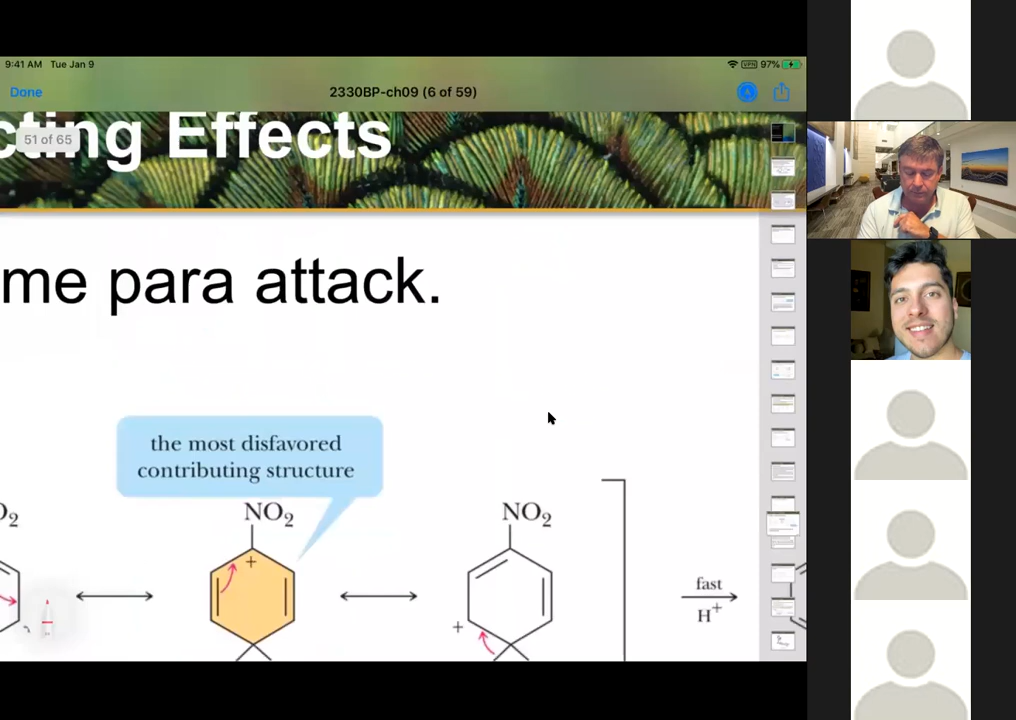 9:41 AM Tue Jan 9
VPN 97%
Done
2330BP-ch09 (6 of 59)
cting Effects
51 of 65
me para attack.
the most disfavored
contributing structure
NO2
NO2
+
+
fast
H+